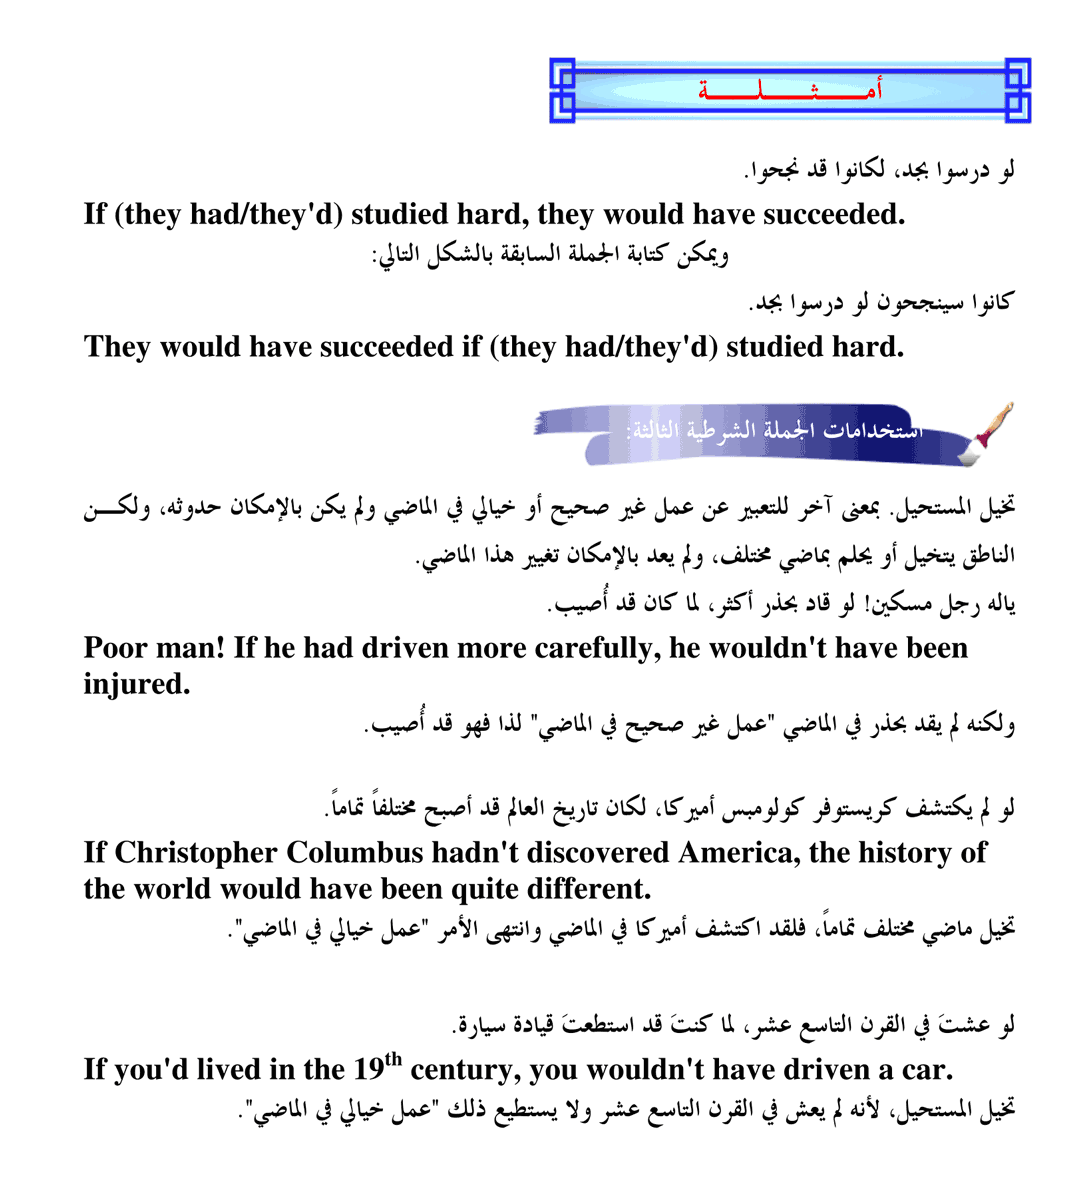 أمثلة
لو درسوا بجد، لكانوا قد نجحوا.
If (they had/they'd) studied hard, they would have succeeded.
ويمكن كتابة الجملة السابقة بالشكل التالي:
كانوا سينجحون لو درسوا بجد.
They would have succeeded if (they had/they'd) studied hard.
استخدامات الجملة الشرطية الثالثة:
تخيل المستحيل. بمعنى آخر للتعبير عن عمل غير صحيح أو خيالي في الماضي ولم يكن بالإمكان حدوثه، ولكن
الناطق يتخيل أو يحلم بماضي مختلف، ولم يعد بالإمكان تغيير هذا الماضي.
ياله رجل مسكين! لو قاد بحذر أكثر، لما كان قد أُصيب.
Poor man! If he had driven more carefully, he wouldn't have been
injured.
ولكنه لم يقد بحذر في الماضي "عمل غير صحيح في الماضي" لذا فهو قد أُصيب.
لو لم يكتشف كريستوفر كولومبس أميركا، لكان تاريخ العالم قد أصبح مختلفاً تماماً.
If Christopher Columbus hadn't discovered America, the history of
the world would have been quite different.
تخيل ماضي مختلف تماماً، فلقد اكتشف أميركا في الماضي وانتهى الأمر "عمل خيالي في الماضي".
لو عشتَ في القرن التاسع عشر، لما كنتَ قد استطعتَ قيادة سيارة.
If you'd lived in the 19th century, you wouldn't have driven a car.
تخيل المستحيل، لأنه لم يعش في القرن التاسع عشر ولا يستطيع ذلك "عمل خيالي في الماضي".